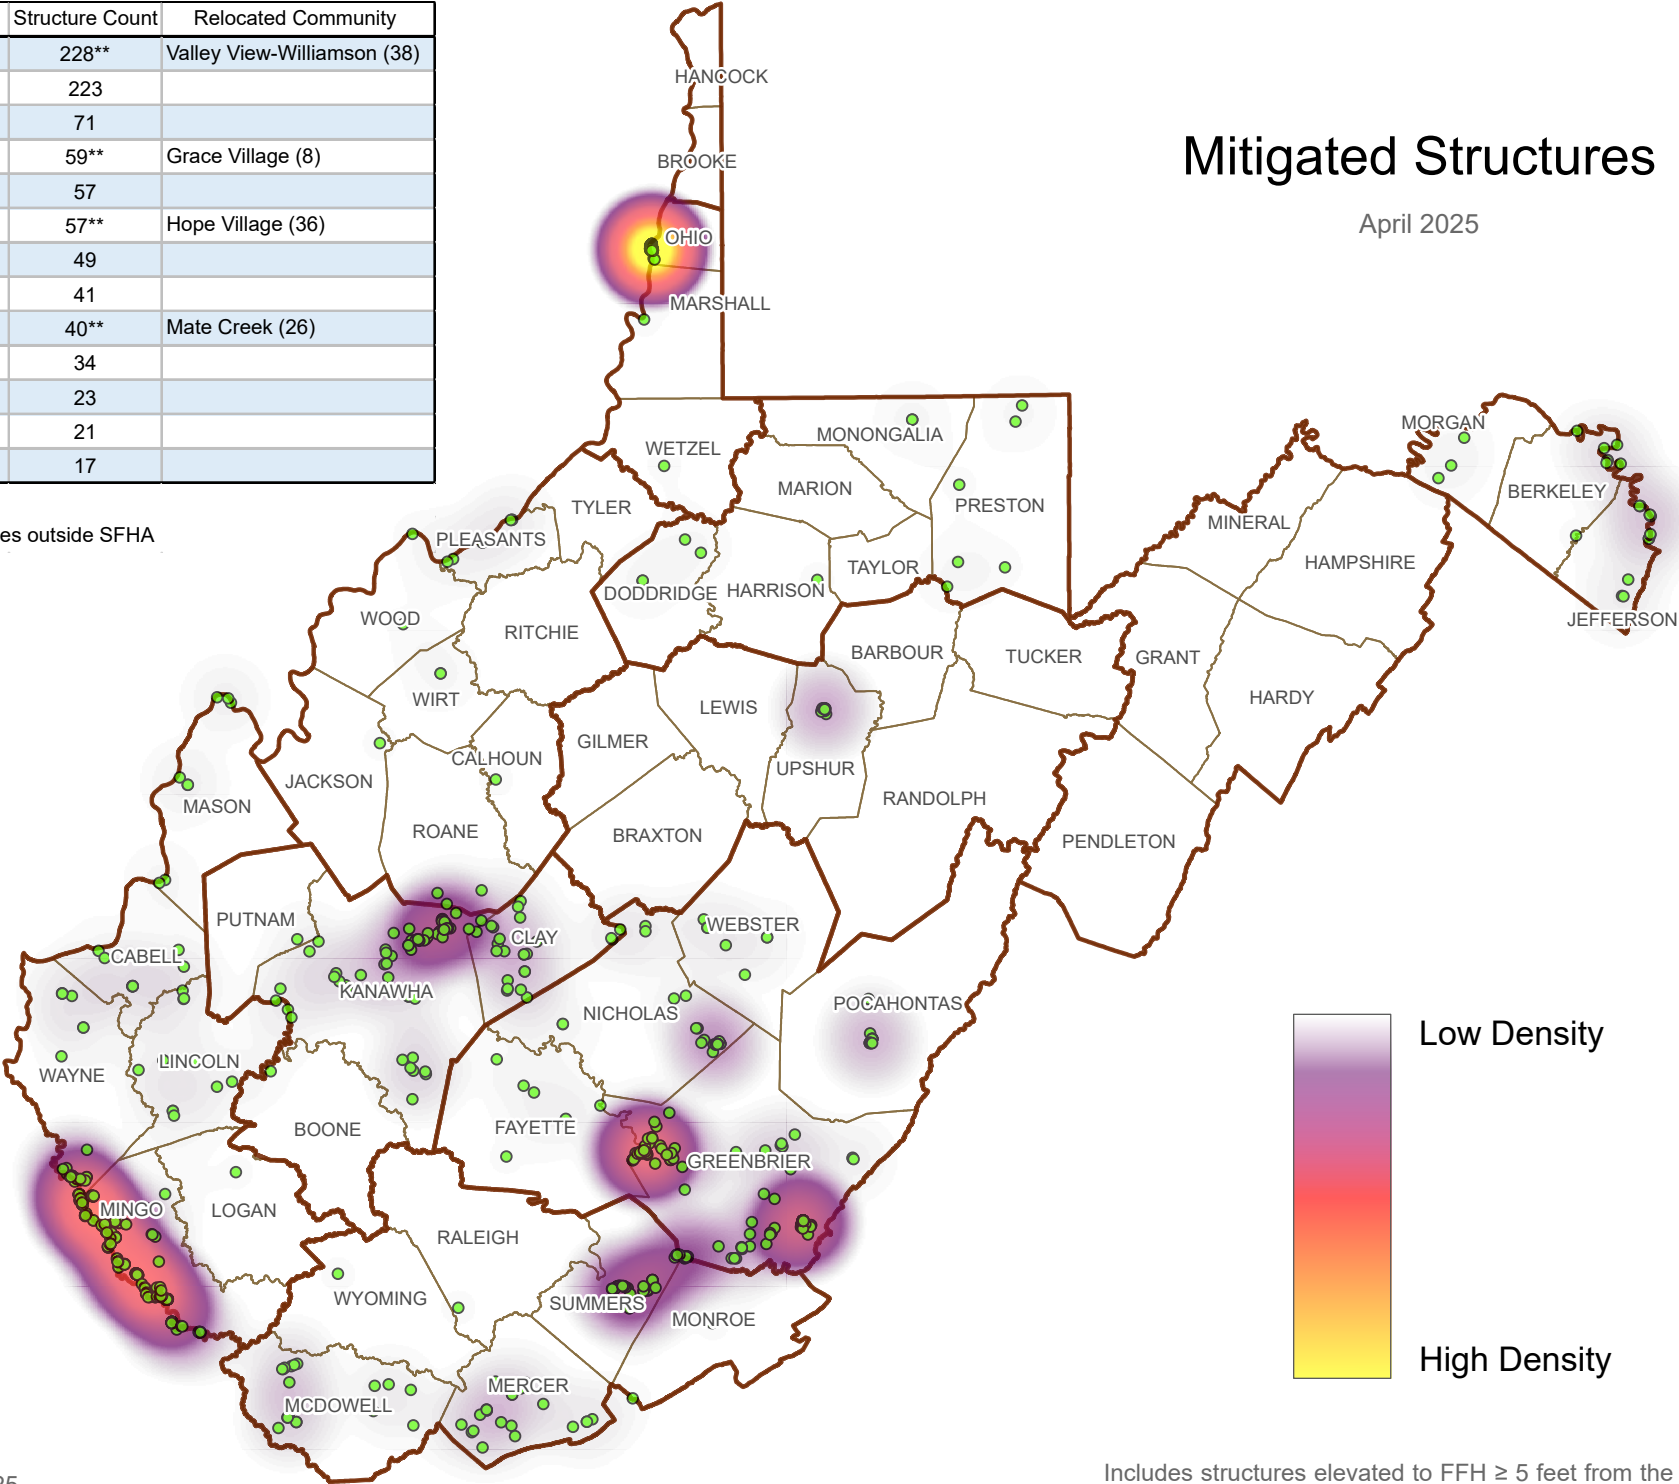 Structure Count Relocated Community
228** Valley View-Williamson (38)
223
71
59** Grace Village (8)
57
57** Hope Village (36)
49
41
40** Mate Creek (26)
34
23
21
17
es outside SFHA
Mitigated Structures
April 2025
HANCOCK
BROOKE
OHIO
MARSHALL
WETZEL
MONONGALIA
MORGAN
TYLER
MARION
PRESTON
BERKELEY
MINERAL
PLEASANTS
TAYLOR
HAMPSHIRE
DODDRIDGE
HARRISON
WOOD
RITCHIE
JEFFERSON
BARBOUR
TUCKER
GRANT
WIRT
LEWIS
HARDY
GILMER
CALHOUN
UPSHUR
JACKSON
RANDOLPH
MASON
ROANE
BRAXTON
PENDLETON
PUTNAM
WEBSTER
CLAY
CABELL
KANAWHA
NICHOLAS
POCAHONTAS
LINCOLN
WAYNE
BOONE
FAYETTE
GREENBRIER
MINGO
LOGAN
RALEIGH
WYOMING
SUMMERS
MONROE
MERCER
MCDOWELL
Low Density
High Density
Includes structures elevated to FFH ≥ 5 feet from the